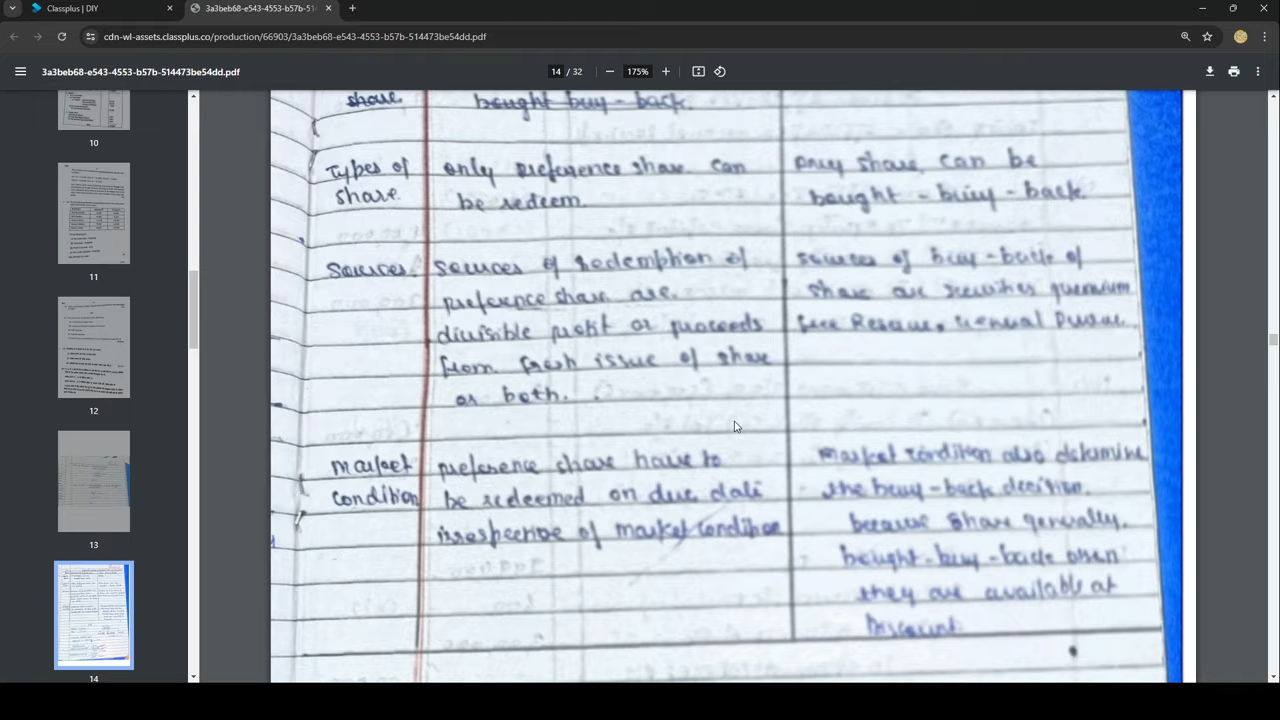 Classplus | DIY
3a3beb68-e543-4553-b57b-51
cdn-wl-assets.classplus.co/production/66903/3a3beb68-e543-4553-b57b-514473be54dd.pdf
3a3beb68-e543-4553-b57b-514473be54dd.pdf
14 / 32
175%
10
11
12
13
14
share.
bought buy-back.
Types of
share.
only preference share can
be redeem.
only share can be
bought - buy - back.
Sources.
sources of redemption of
preference share are.
divisible profit or proceeds
from fresh issue of share
or both.
sources of buy-back of
share are securities premium
free Reserve,
market
condition
preference share have to
be redeemed on due date
irrespective of market condition
market condition also determine
the buy-back decision.
because share generally.
bought-buy-back when
they are available at
Discount.